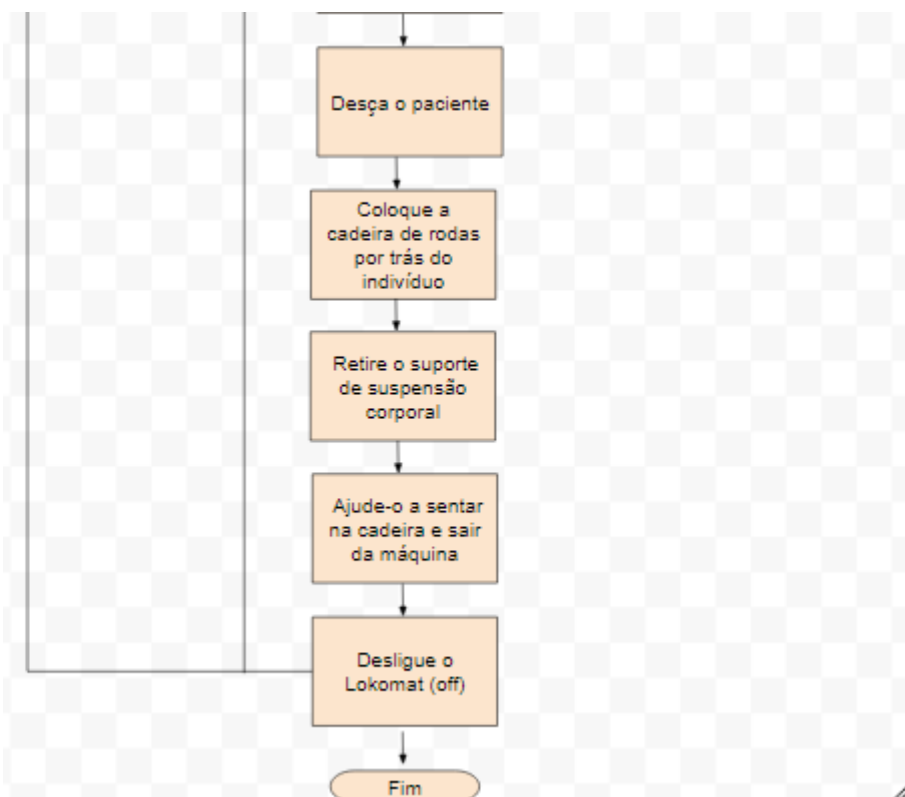 Desça o paciente
Coloque a
cadeira de rodas
por trás do
indivíduo
Retire o suporte
de suspensão
corporal
Ajude-o a sentar
na cadeira e sair
da máquina
Desligue o
Lokomat (off)
Fim